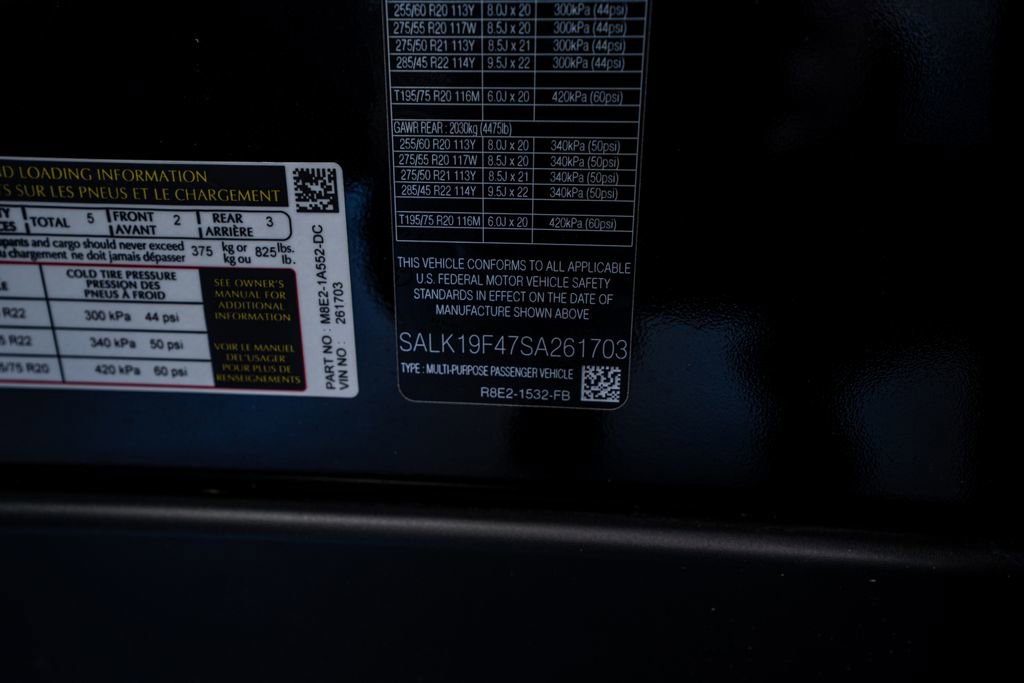 ND LOADING INFORMATION
TS SUR LES PNEUS ET LE CHARGEMENT
TOTAL 5 FRONT 2 REAR 3
AVANT ARRIÈRE
and cargo should never exceed 375 kg or 825 lbs.
chargement ne doit jamais dépasser kg ou lb.
COLD TIRE PRESSURE
PRESSION DES
PNEUS À FROID
R22 300 kPa 44 psi
R22 340 kPa 50 psi
R20 420 kPa 60 psi
SEE OWNER'S
MANUAL FOR
ADDITIONAL
INFORMATION
VOIR LE MANUEL
DE L'USAGER
POUR PLUS DE
RENSEIGNEMENTS
PART NO : M8E2-1A552-DC
VIN NO : 261703
255/60 R20 113Y 8.0J x 20 300kPa (44psi)
275/55 R20 117W 8.5J x 20 300kPa (44psi)
275/50 R21 113Y 8.5J x 21 300kPa (44psi)
285/45 R22 114Y 9.5J x 22 300kPa (44psi)
T195/75 R20 116M 6.0J x 20 420kPa (60psi)
GAWR REAR : 2030kg (4475lb)
255/60 R20 113Y 8.0J x 20 340kPa (50psi)
275/55 R20 117W 8.5J x 20 340kPa (50psi)
275/50 R21 113Y 8.5J x 21 340kPa (50psi)
285/45 R22 114Y 9.5J x 22 340kPa (50psi)
T195/75 R20 116M 6.0J x 20 420kPa (60psi)
THIS VEHICLE CONFORMS TO ALL APPLICABLE
U.S. FEDERAL MOTOR VEHICLE SAFETY
STANDARDS IN EFFECT ON THE DATE OF
MANUFACTURE SHOWN ABOVE
SALK19F47SA261703
TYPE : MULTI-PURPOSE PASSENGER VEHICLE
R8E2-1532-FB